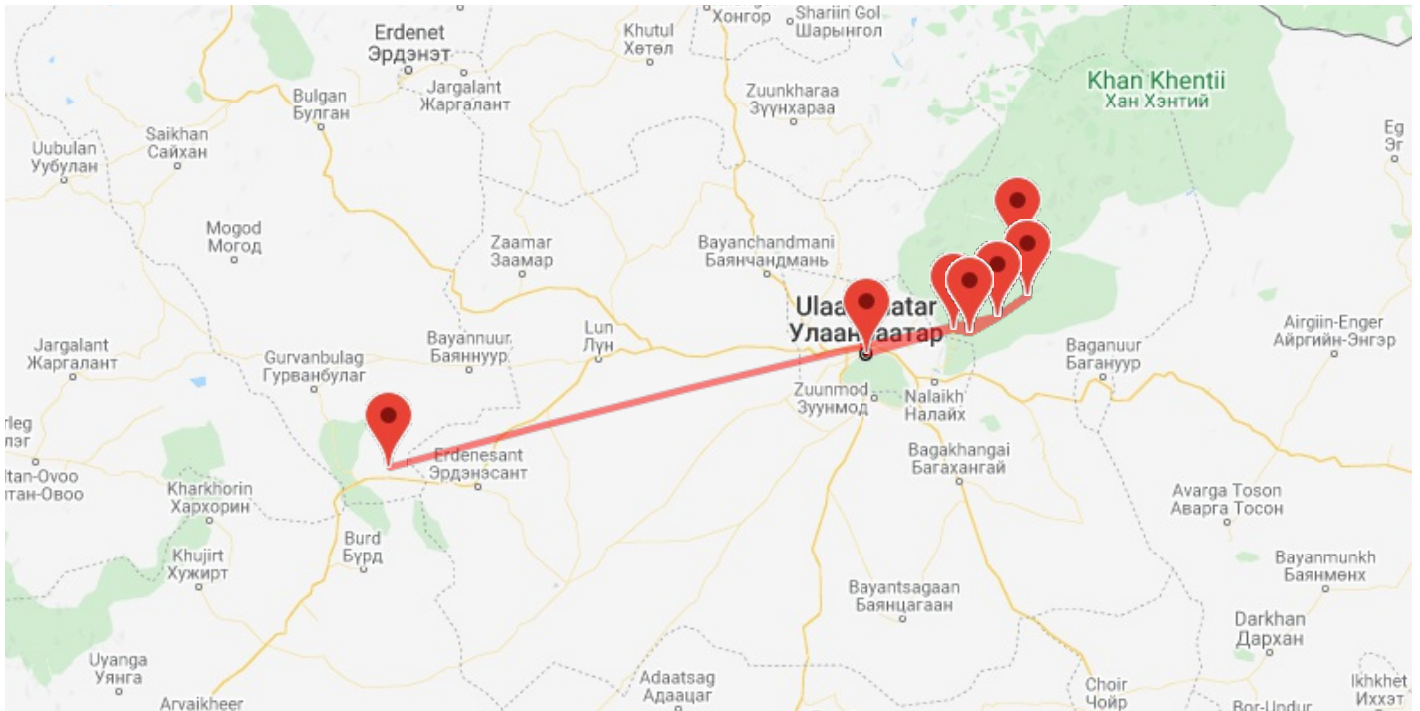 Хонгор
Shariin Gol
Шарынгол
Erdenet
Эрдэнэт
Khutul
Хөтөл
Khan Khentii
Хан Хэнтий
Jargalant
Жаргалант
Bulgan
Булган
Zuunkharaa
Зүүнхараа
Eg
Эг
Saikhan
Сайхан
Uubulan
Уубулан
Mogod
Могод
Zaamar
Заамар
Bayanchandmani
Баянчандмань
Bayannuur
Баяннуур
Lun
Лүн
Airgiin-Enger
Айргийн-Энгэр
Jargalant
Жаргалант
Gurvanbulag
Гурванбулаг
Baganuur
Багануур
Zuunmod
Зуунмод
Nalaikh
Налайх
Erdenesant
Эрдэнэсант
Bagakhangai
Багахангай
Kharkhorin
Хархорин
Avarga Toson
Аварга Тосон
Burd
Бүрд
Khujirt
Хужирт
Bayanmunkh
Баянмөнх
Bayantsagaan
Баянцагаан
Darkhan
Дархан
Uyanga
Уянга
Adaatsag
Адаацаг
Arvaikheer
Choir
Чойр
Bor-Undur
Ikhkhet
Иххэт